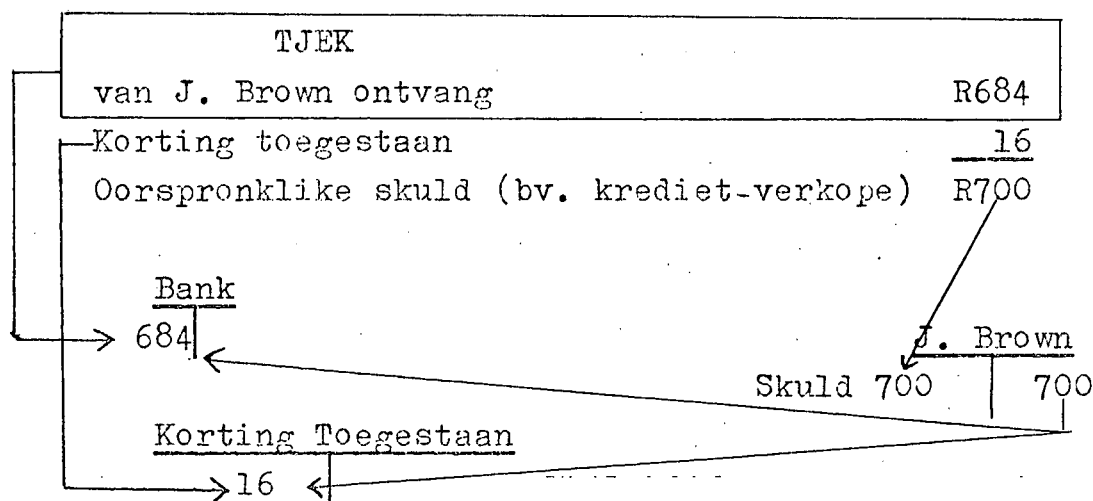 TJEK
van J. Brown ontvang R684
Korting toegestaan 16
Oorspronklike skuld (bv. krediet-verkope) R700
Bank
684
J. Brown
Skuld 700 700
Korting Toegestaan
16